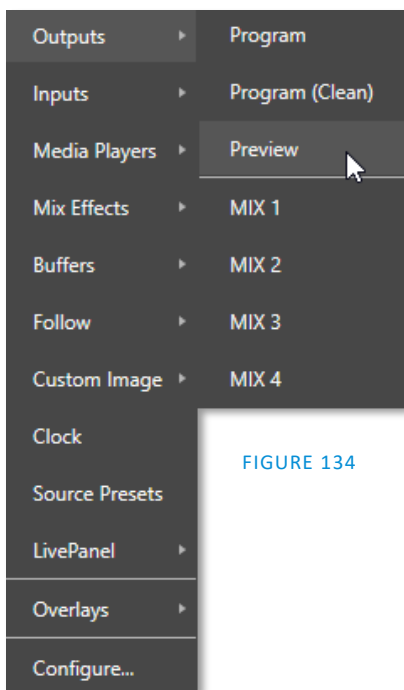 Outputs
Inputs
Media Players
Mix Effects
Buffers
Follow
Custom Image
Clock
Source Presets
LivePanel
Overlays
Configure...
Program
Program (Clean)
Preview
MIX 1
MIX 2
MIX 3
MIX 4
FIGURE 134